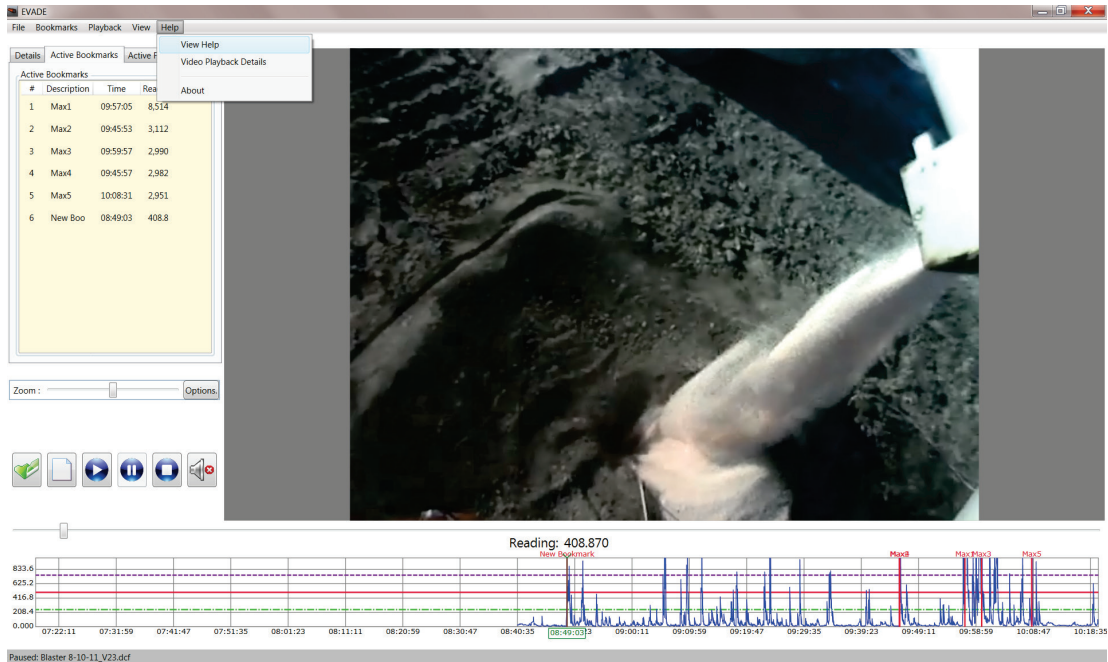 EVADE
File Bookmarks Playback View Help
View Help
Video Playback Details
About
Details Active Bookmarks
Active Bookmarks
# Description Time
1 Max1 09:57:05 8,514
2 Max2 09:45:53 3,112
3 Max3 09:59:57 2,990
4 Max4 09:45:57 2,982
5 Max5 10:08:31 2,951
6 New Boo 08:49:03 408.8
Zoom : Options.
Reading: 408.870
New Bookmark Max1 Max3 Max5
833.6
625.2
416.8
208.4
0.000
07:22:11 07:31:59 07:41:47 07:51:35 08:01:23 08:11:11 08:20:59 08:30:47 08:40:35 08:49:03 09:00:11 09:09:59 09:19:47 09:29:35 09:39:23 09:49:11 09:58:59 10:08:47 10:18:35
Paused: Blaster 8-10-11_V23.dcf